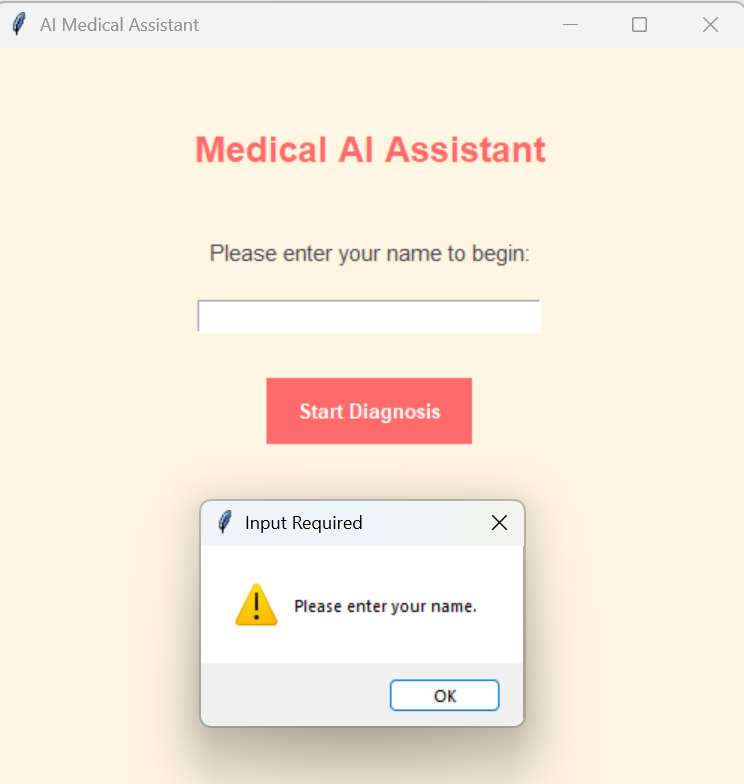 AI Medical Assistant
Medical AI Assistant
Please enter your name to begin:
Start Diagnosis
Input Required
Please enter your name.
OK